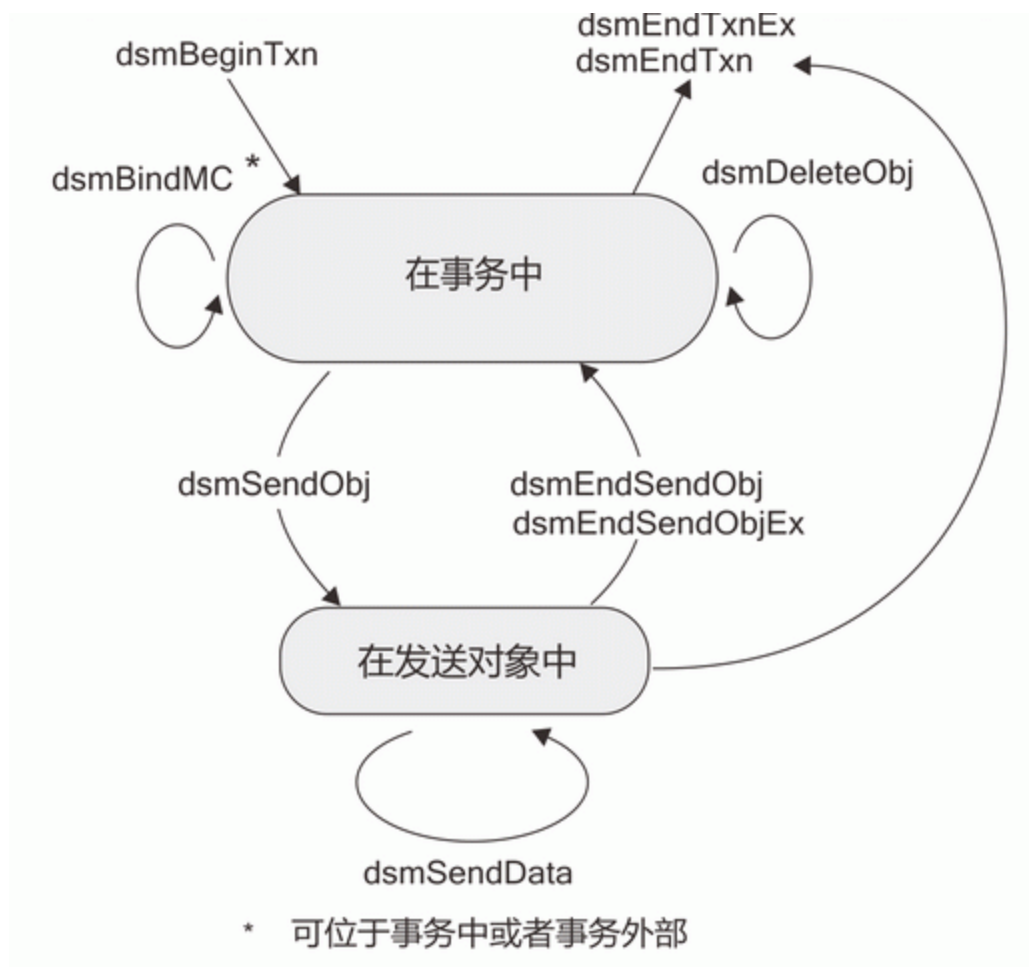 dsmEndTxnEx
dsmBeginTxn
dsmEndTxn
dsmBindMC *
dsmDeleteObj
在事务中
dsmSendObj
dsmEndSendObj
dsmEndSendObjEx
在发送对象中
dsmSendData
* 可位于事务中或者事务外部